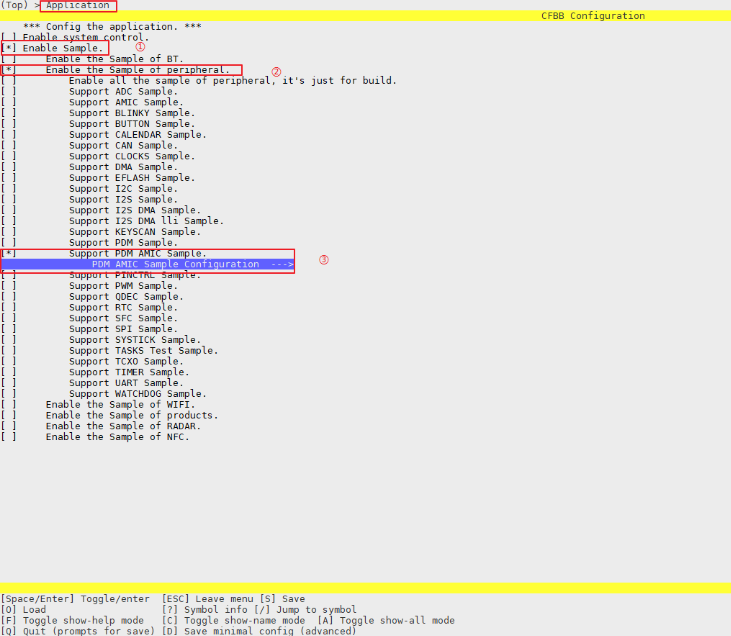 (Top) > Application
CFBB Configuration
*** Config the application. ***
[ ] Enable system control.
[*] Enable Sample. ①
[ ] Enable the Sample of BT.
[*] Enable the Sample of peripheral. ②
[ ] Enable all the sample of peripheral, it's just for build.
[ ] Support ADC Sample.
[ ] Support AMIC Sample.
[ ] Support BLINKY Sample.
[ ] Support BUTTON Sample.
[ ] Support CALENDAR Sample.
[ ] Support CAN Sample.
[ ] Support CLOCKS Sample.
[ ] Support DMA Sample.
[ ] Support EFLASH Sample.
[ ] Support I2C Sample.
[ ] Support I2S Sample.
[ ] Support I2S DMA Sample.
[ ] Support I2S DMA lli Sample.
[ ] Support KEYSCAN Sample.
[ ] Support PDM Sample.
[*] Support PDM AMIC Sample.
PDM AMIC Sample Configuration ---> ③
[ ] Support PINCTRL Sample.
[ ] Support PWM Sample.
[ ] Support QDEC Sample.
[ ] Support RTC Sample.
[ ] Support SFC Sample.
[ ] Support SPI Sample.
[ ] Support SYSTICK Sample.
[ ] Support TASKS Test Sample.
[ ] Support TCXO Sample.
[ ] Support TIMER Sample.
[ ] Support UART Sample.
[ ] Support WATCHDOG Sample.
[ ] Enable the Sample of WIFI.
[ ] Enable the Sample of products.
[ ] Enable the Sample of RADAR.
[ ] Enable the Sample of NFC.
[Space/Enter] Toggle/enter [ESC] Leave menu [S] Save
[O] Load [?] Symbol info [/] Jump to symbol
[F] Toggle show-help mode [C] Toggle show-name mode [A] Toggle show-all mode
[Q] Quit (prompts for save) [D] Save minimal config (advanced)